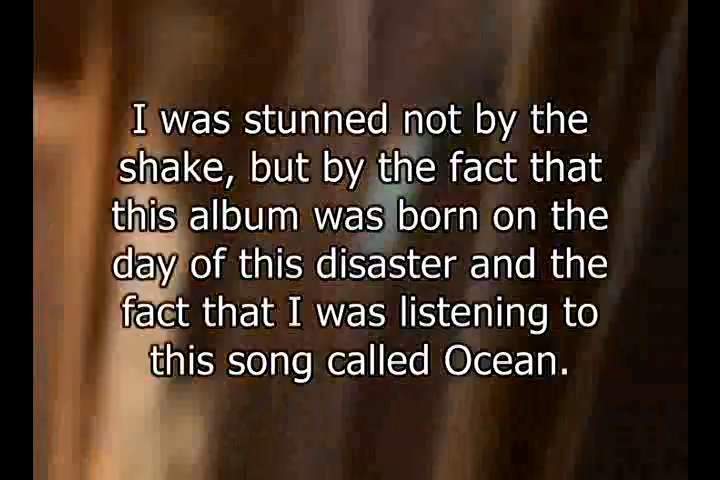 I was stunned not by the
shake, but by the fact that
this album was born on the
day of this disaster and the
fact that I was listening to
this song called Ocean.